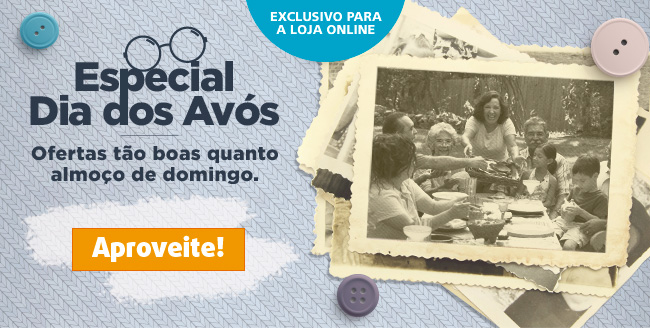 EXCLUSIVO PARA
A LOJA ONLINE
Especial
Dia dos Avós
Ofertas tão boas quanto
almoço de domingo.
Aproveite!